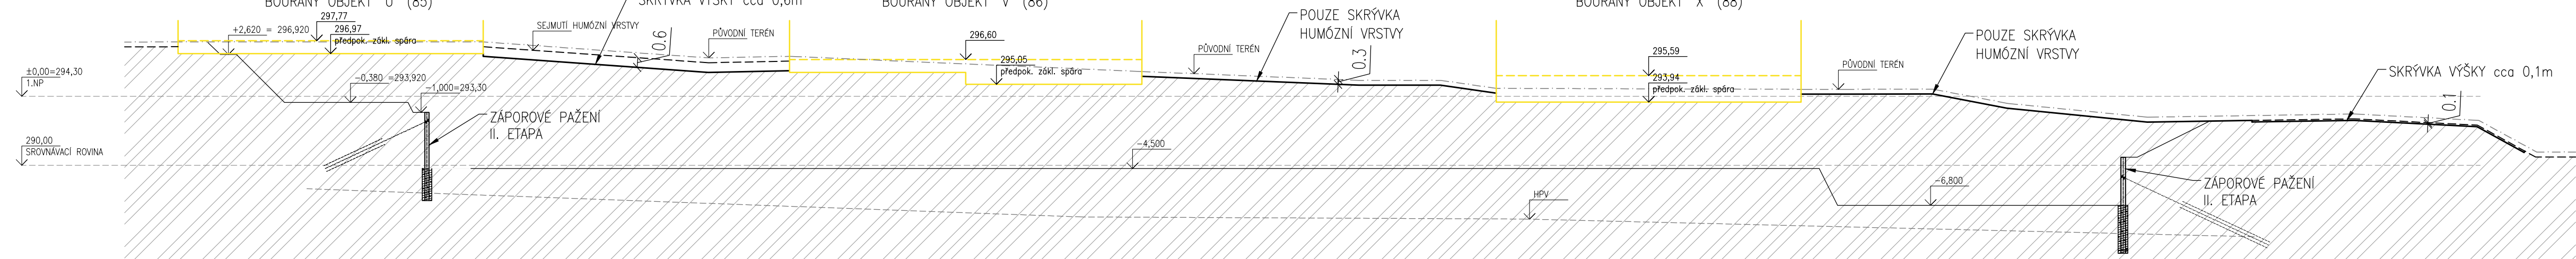 BOURANÝ OBJEKT "U" (85)
SKRÝVKA VÝŠKY cca 0,6m
BOURANÝ OBJEKT "V" (86)
BOURANÝ OBJEKT "X" (88)
297,77
+2,620 = 296,920
296,97
předpok. zákl. spára
SEJMUTÍ HUMÓZNÍ VRSTVY
0.6
PŮVODNÍ TERÉN
296,60
295,05
předpok. zákl. spára
PŮVODNÍ TERÉN
POUZE SKRÝVKA
HUMÓZNÍ VRSTVY
0.3
295,59
293,94
předpok. zákl. spára
PŮVODNÍ TERÉN
POUZE SKRÝVKA
HUMÓZNÍ VRSTVY
SKRÝVKA VÝŠKY cca 0,1m
0.1
±0,00=294,30
1.NP
-0,380 =293,920
-1,000=293,30
ZÁPOROVÉ PAŽENÍ
II. ETAPA
290,00
SROVNÁVACÍ ROVINA
-4,500
HPV
-6,800
ZÁPOROVÉ PAŽENÍ
II. ETAPA